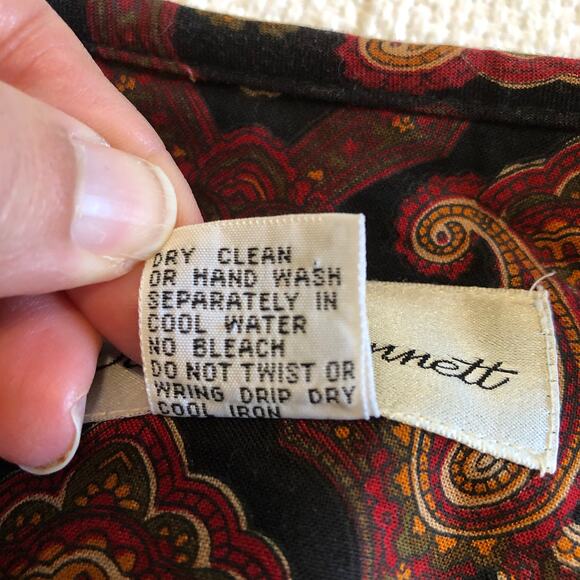 DRY CLEAN
OR HAND WASH
SEPARATELY IN
COOL WATER
NO BLEACH
DO NOT TWIST OR
WRING DRIP DRY
COOL IRON